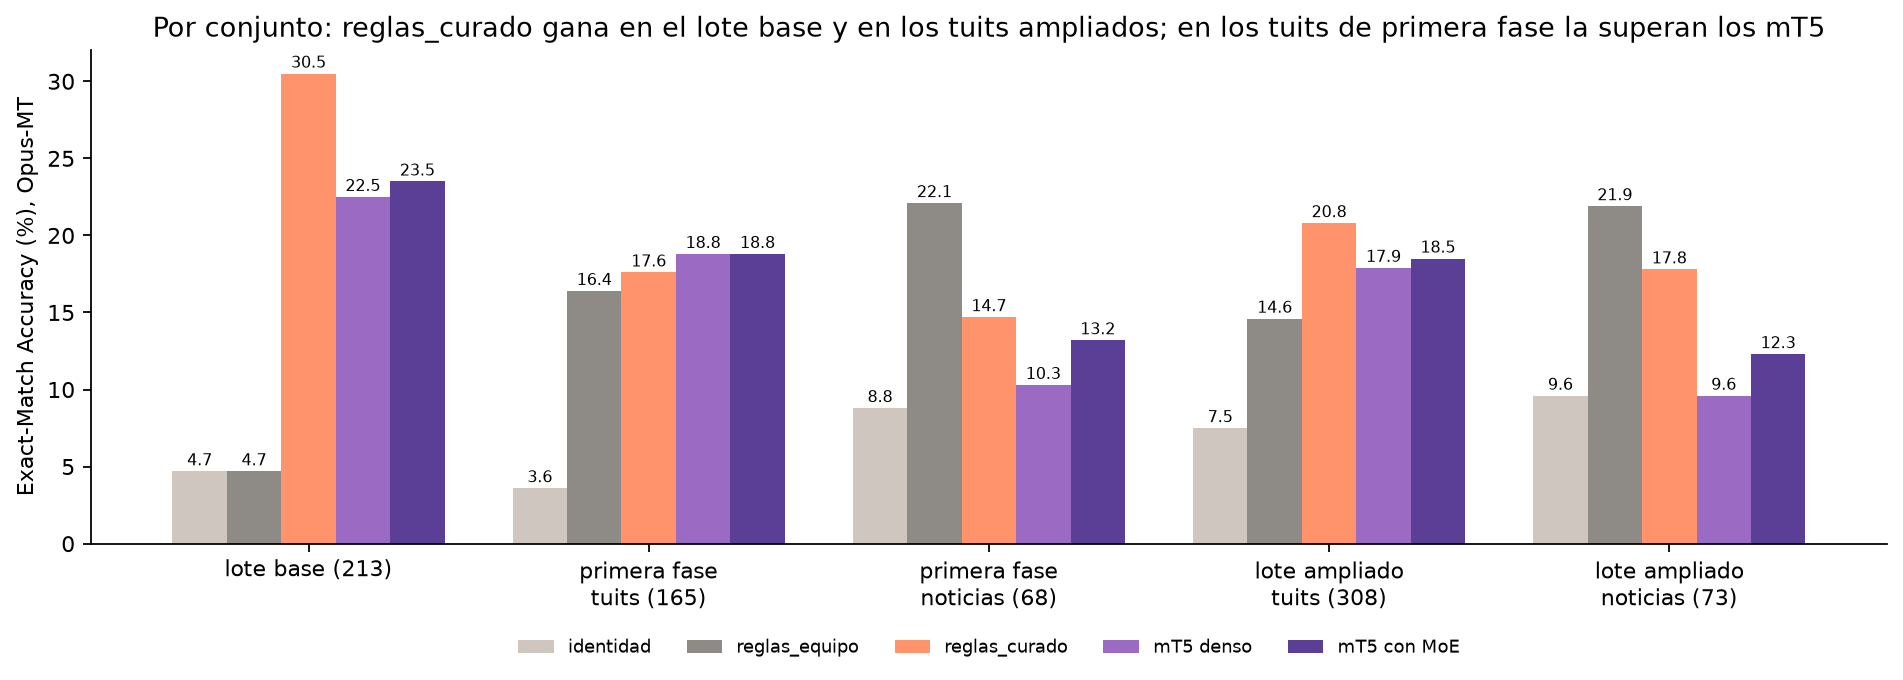 Por conjunto: reglas_curado gana en el lote base y en los tuits ampliados; en los tuits de primera fase la superan los mT5
Exact-Match Accuracy (%), Opus-MT
30
25
20
15
10
5
0
4.7
4.7
30.5
22.5
23.5
3.6
16.4
17.6
18.8
18.8
8.8
22.1
14.7
10.3
13.2
7.5
14.6
20.8
17.9
18.5
9.6
21.9
17.8
9.6
12.3
lote base (213)
primera fase
tuits (165)
primera fase
noticias (68)
lote ampliado
tuits (308)
lote ampliado
noticias (73)
identidad
reglas_equipo
reglas_curado
mT5 denso
mT5 con MoE